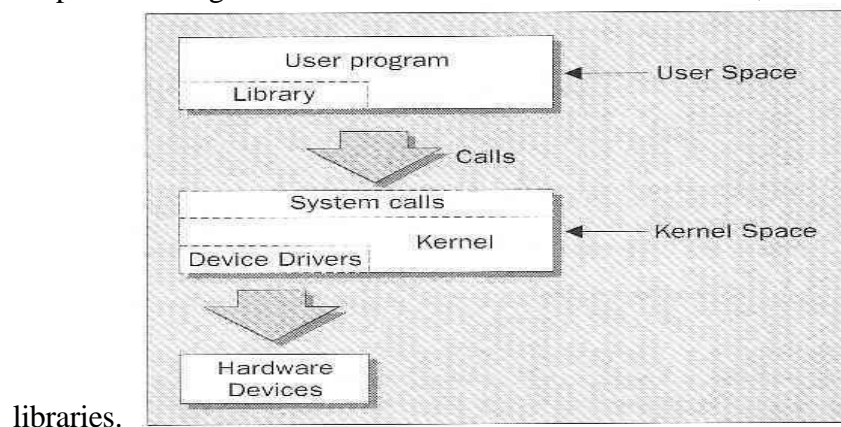 User program
User Space
Library
Calls
System calls
Kernel
Kernel Space
Device Drivers
Hardware
Devices
libraries.